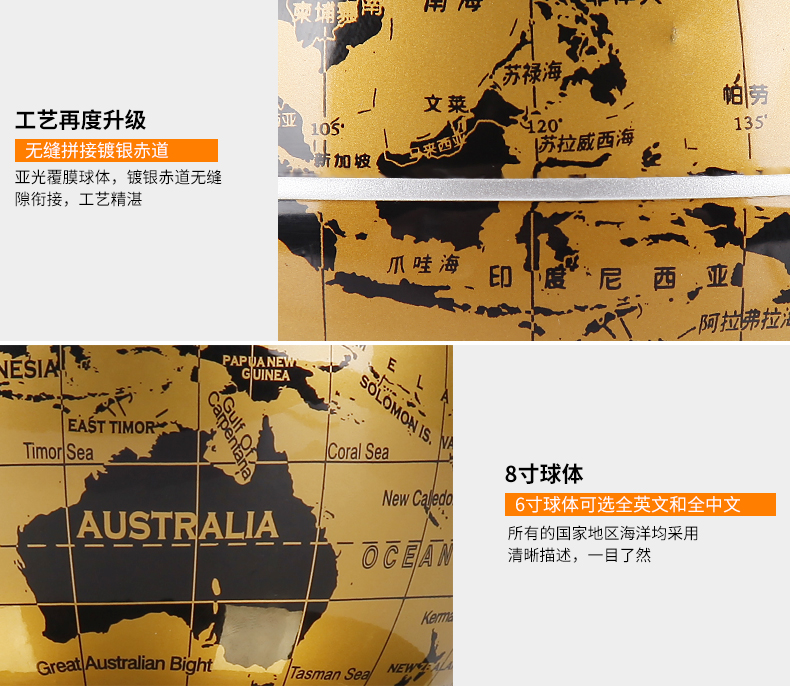 工艺再度升级
无缝拼接镀银赤道
亚光覆膜球体，镀银赤道无缝
隙衔接，工艺精湛
柬埔寨
南
南海
苏禄海
文莱
帕劳
105°
120°
135°
马来西亚
苏拉威西海
新加坡
爪哇海
印度尼西亚
阿拉弗拉海
NESIA
PAPUA NEW
GUINEA
E L A
SOLOMON IS.
EAST TIMOR
Gulf Of
Carpentaria
Timor Sea
Coral Sea
VA
New Caledo
AUSTRALIA
OCEAN
Kerma
Great Australian Bight
Tasman Sea
NEW ZEALAN
8寸球体
6寸球体可选全英文和全中文
所有的国家地区海洋均采用
清晰描述，一目了然